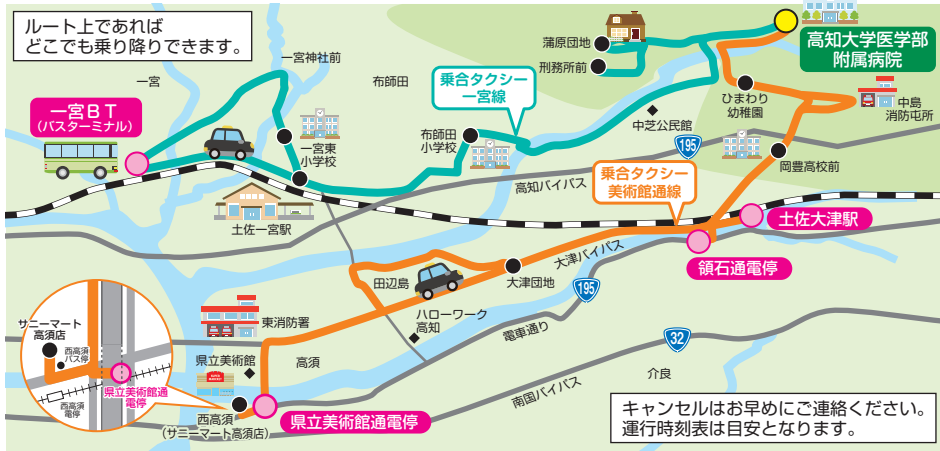 ルート上であれば
どこでも乗り降りできます。
一宮神社前
一宮
布師田
乗合タクシー
一宮線
蒲原団地
刑務所前
高知大学医学部
附属病院
一宮BT
(バスターミナル)
一宮東
小学校
布師田
小学校
中芝公民館
ひまわり
幼稚園
中島
消防屯所
195
岡豊高校前
高知バイパス
乗合タクシー
美術館通線
土佐一宮駅
土佐大津駅
領石通電停
大津バイパス
田辺島
大津団地
195
ハローワーク
高知
東消防署
電車通り
32
サニーマート
高須店
西高須
バス停
県立美術館通
電停
西高須
電停
県立美術館
高須
介良
南国バイパス
西高須
(サニーマート高須店)
県立美術館通電停
キャンセルはお早めにご連絡ください。
運行時刻表は目安となります。